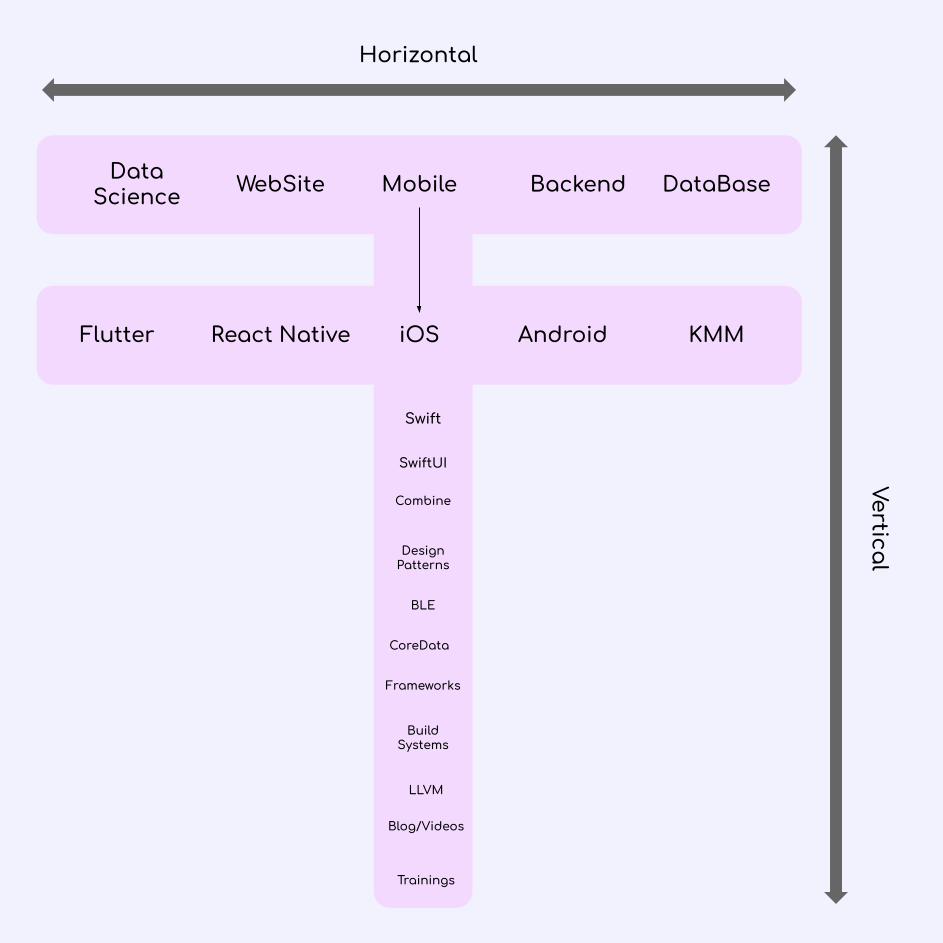 Horizontal
Data
Science
WebSite
Mobile
Backend
DataBase
Flutter
React Native
iOS
Android
KMM
Swift
SwiftUI
Combine
Design
Patterns
BLE
CoreData
Frameworks
Build
Systems
LLVM
Blog/Videos
Trainings
Vertical